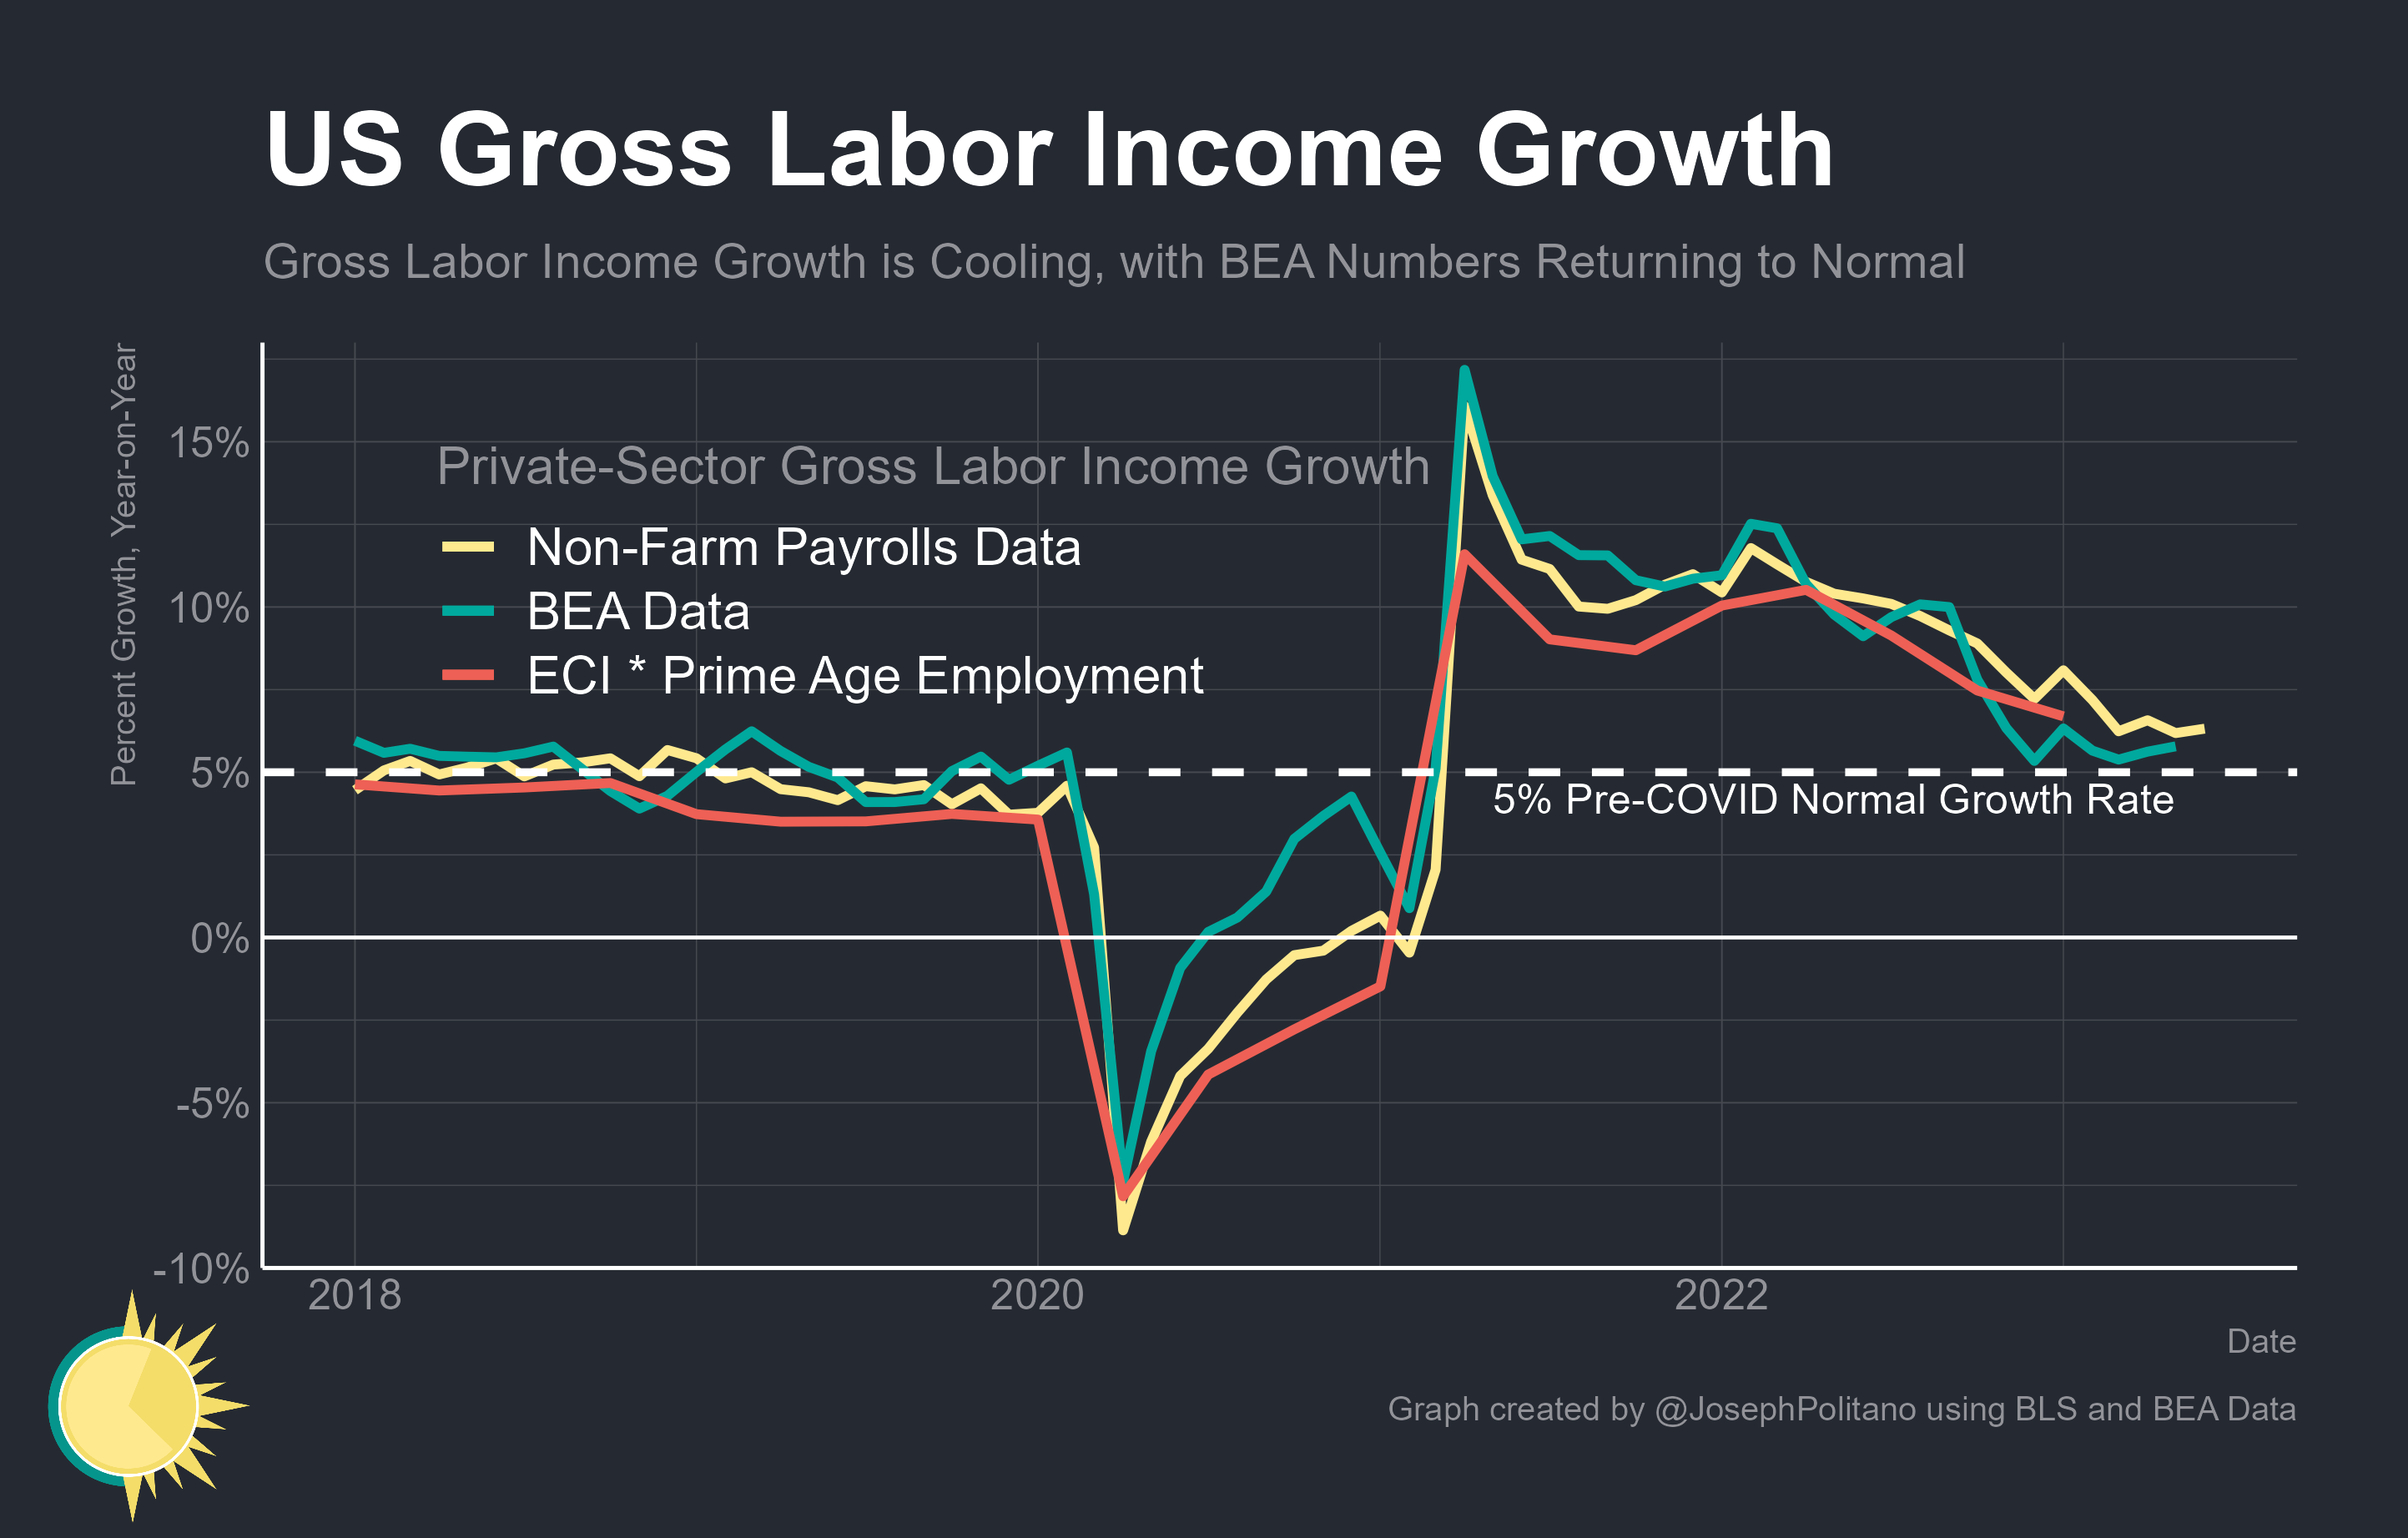 US Gross Labor Income Growth
Gross Labor Income Growth is Cooling, with BEA Numbers Returning to Normal
Percent Growth, Year-on-Year
15%
10%
5%
0%
-5%
-10%
Private-Sector Gross Labor Income Growth
Non-Farm Payrolls Data
BEA Data
ECI * Prime Age Employment
5% Pre-COVID Normal Growth Rate
2018
2020
2022
Date
Graph created by @JosephPolitano using BLS and BEA Data